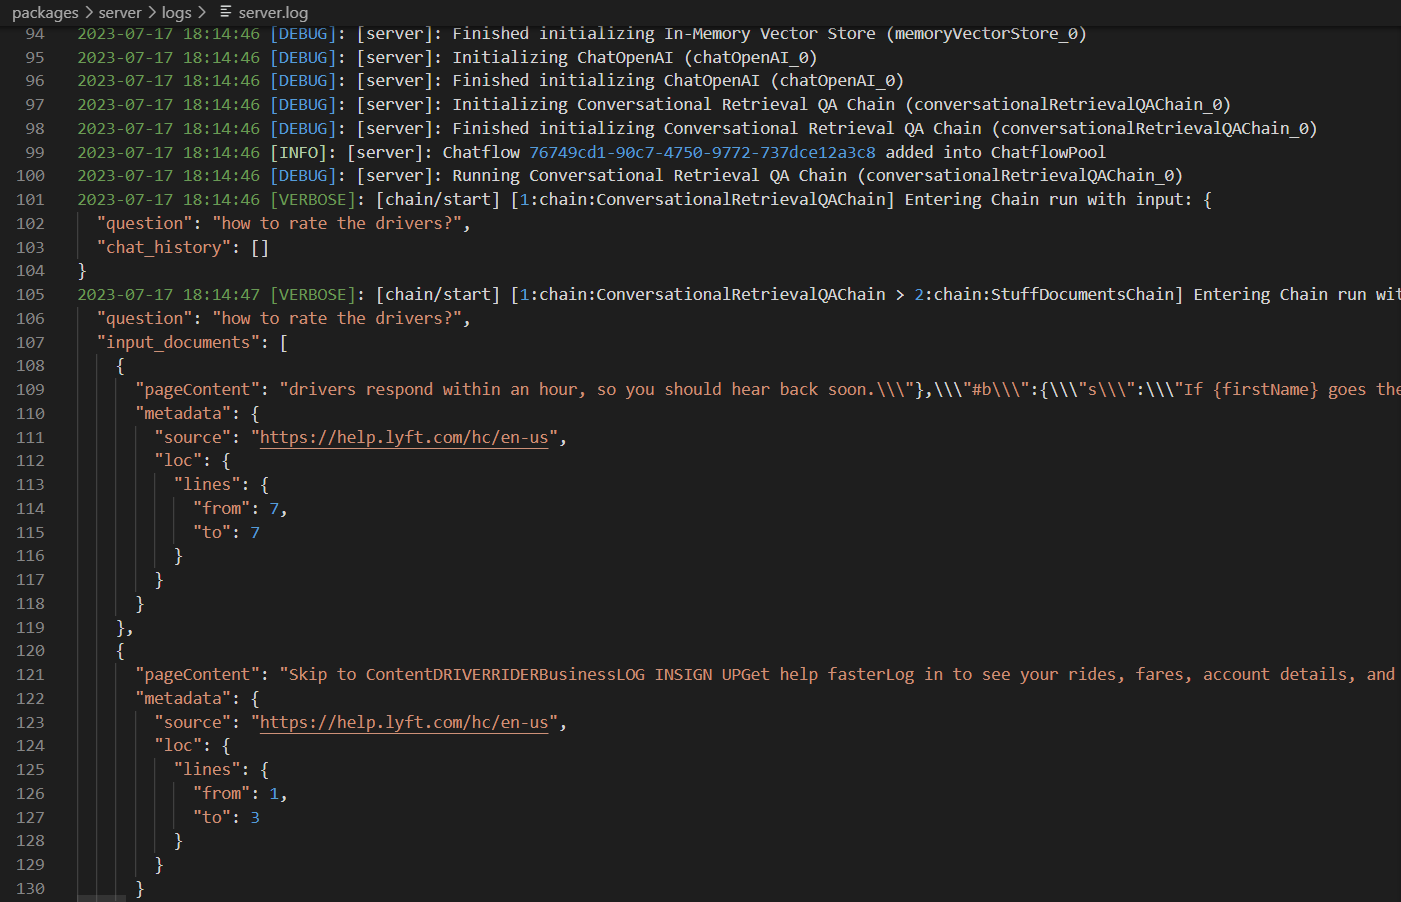 packages > server > logs > server.log
94 2023-07-17 18:14:46 [DEBUG]: [server]: Finished initializing In-Memory Vector Store (memoryVectorStore_0)
95 2023-07-17 18:14:46 [DEBUG]: [server]: Initializing ChatOpenAI (chatOpenAI_0)
96 2023-07-17 18:14:46 [DEBUG]: [server]: Finished initializing ChatOpenAI (chatOpenAI_0)
97 2023-07-17 18:14:46 [DEBUG]: [server]: Initializing Conversational Retrieval QA Chain (conversationalRetrievalQAChain_0)
98 2023-07-17 18:14:46 [DEBUG]: [server]: Finished initializing Conversational Retrieval QA Chain (conversationalRetrievalQAChain_0)
99 2023-07-17 18:14:46 [INFO]: [server]: Chatflow 76749cd1-90c7-4750-9772-737dce12a3c8 added into ChatflowPool
100 2023-07-17 18:14:46 [DEBUG]: [server]: Running Conversational Retrieval QA Chain (conversationalRetrievalQAChain_0)
101 2023-07-17 18:14:46 [VERBOSE]: [chain/start] [1:chain:ConversationalRetrievalQAChain] Entering Chain run with input: {
102 "question": "how to rate the drivers?",
103 "chat_history": []
104 }
105 2023-07-17 18:14:47 [VERBOSE]: [chain/start] [1:chain:ConversationalRetrievalQAChain > 2:chain:StuffDocumentsChain] Entering Chain run wit
106 "question": "how to rate the drivers?",
107 "input_documents": [
108 {
109 "pageContent": "drivers respond within an hour, so you should hear back soon.\\\"},\\\"#b\\\":{\\\"s\\\":\\\"If {firstName} goes the
110 "metadata": {
111 "source": "https://help.lyft.com/hc/en-us",
112 "loc": {
113 "lines": {
114 "from": 7,
115 "to": 7
116 }
117 }
118 }
119 },
120 {
121 "pageContent": "Skip to ContentDRIVERRIDERBusinessLOG INSIGN UPGet help fasterLog in to see your rides, fares, account details, and
122 "metadata": {
123 "source": "https://help.lyft.com/hc/en-us",
124 "loc": {
125 "lines": {
126 "from": 1,
127 "to": 3
128 }
129 }
130 }